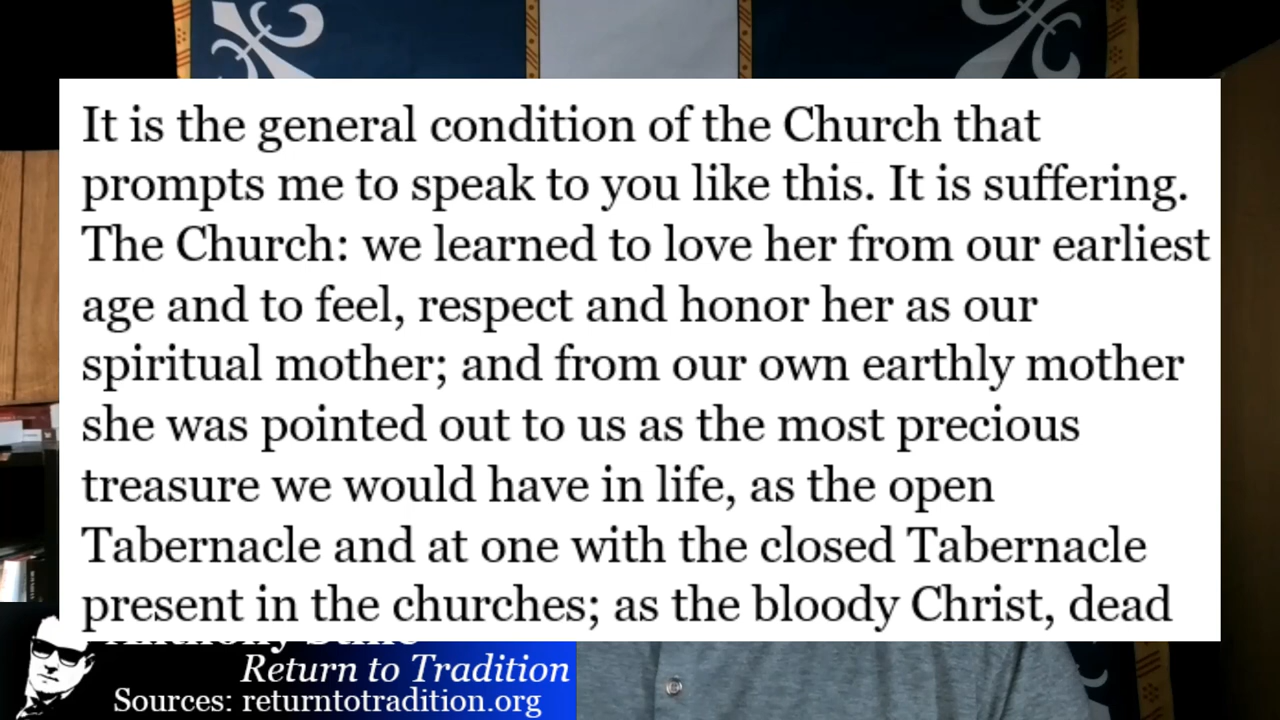 It is the general condition of the Church that
prompts me to speak to you like this. It is suffering.
The Church: we learned to love her from our earliest
age and to feel, respect and honor her as our
spiritual mother; and from our own earthly mother
she was pointed out to us as the most precious
treasure we would have in life, as the open
Tabernacle and at one with the closed Tabernacle
present in the churches; as the bloody Christ, dead
Return to Tradition
Sources: returntotradition.org